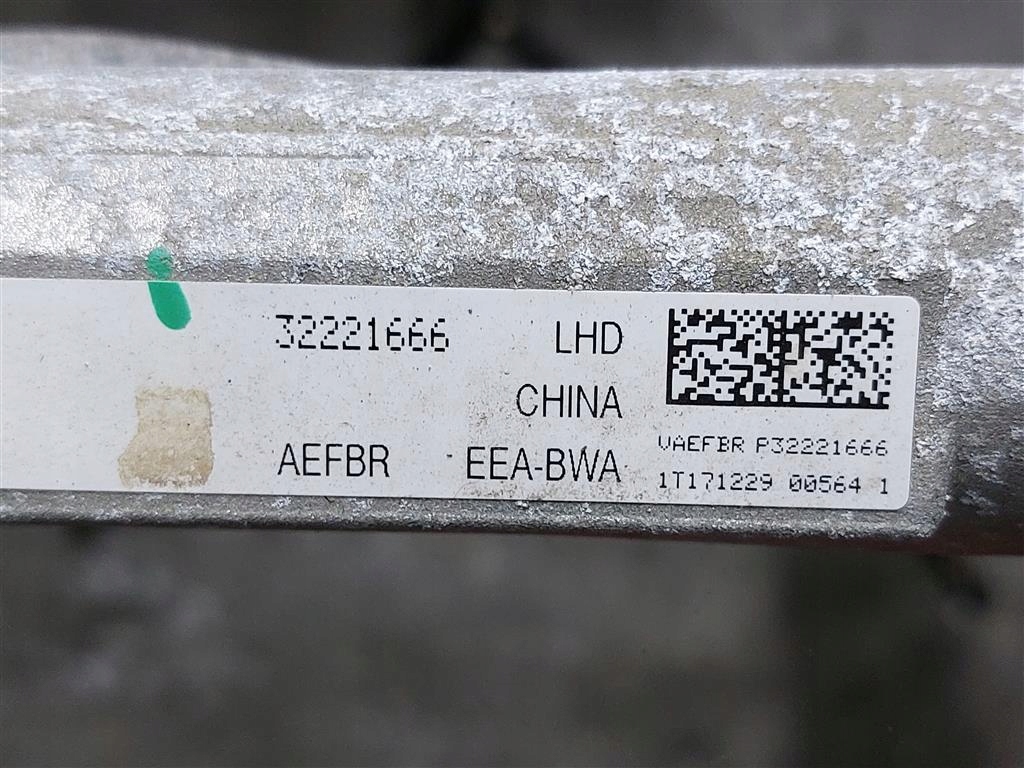 32221666 LHD
CHINA
AEFBR EEA-BWA
VAEFBR P32221666
1T171229 00564 1